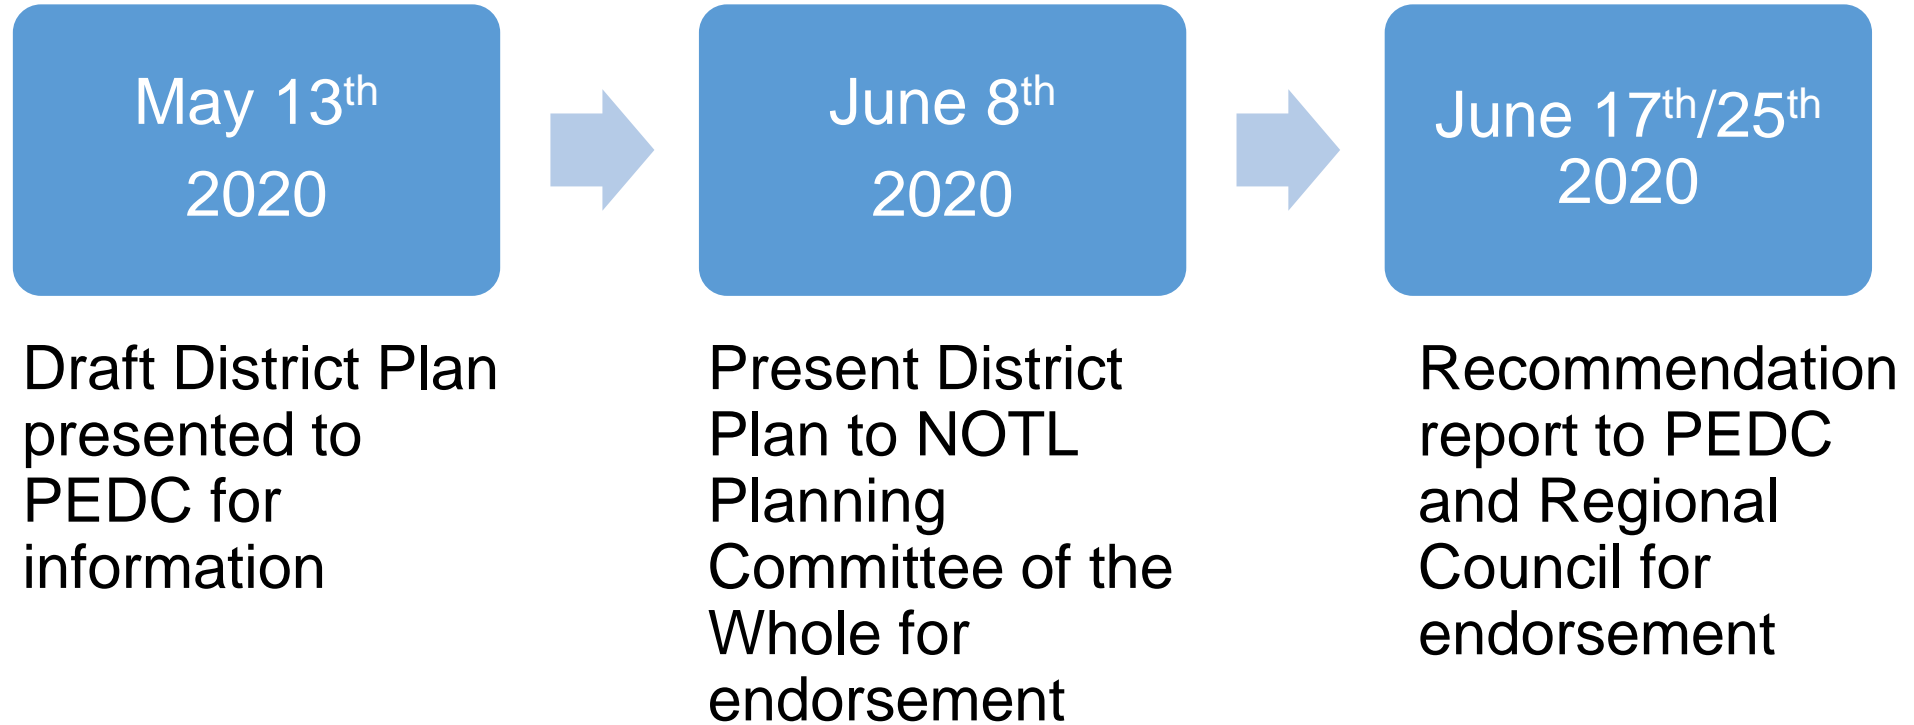 May 13th
2020
Draft District Plan
presented to
PEDC for
information
June 8th
2020
Present District
Plan to NOTL
Planning
Committee of the
Whole for
endorsement
June 17th/25th
2020
Recommendation
report to PEDC
and Regional
Council for
endorsement